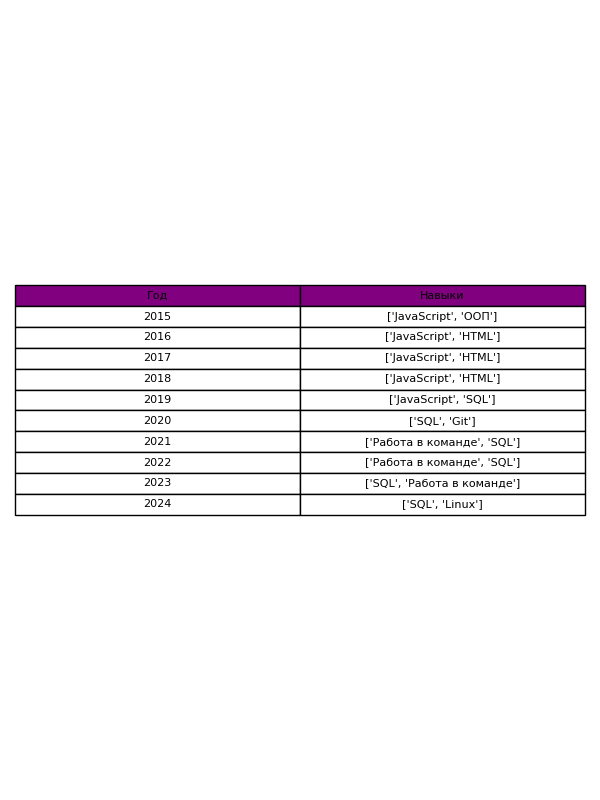 Год Навыки
2015 ['JavaScript', 'ООП']
2016 ['JavaScript', 'HTML']
2017 ['JavaScript', 'HTML']
2018 ['JavaScript', 'HTML']
2019 ['JavaScript', 'SQL']
2020 ['SQL', 'Git']
2021 ['Работа в команде', 'SQL']
2022 ['Работа в команде', 'SQL']
2023 ['SQL', 'Работа в команде']
2024 ['SQL', 'Linux']